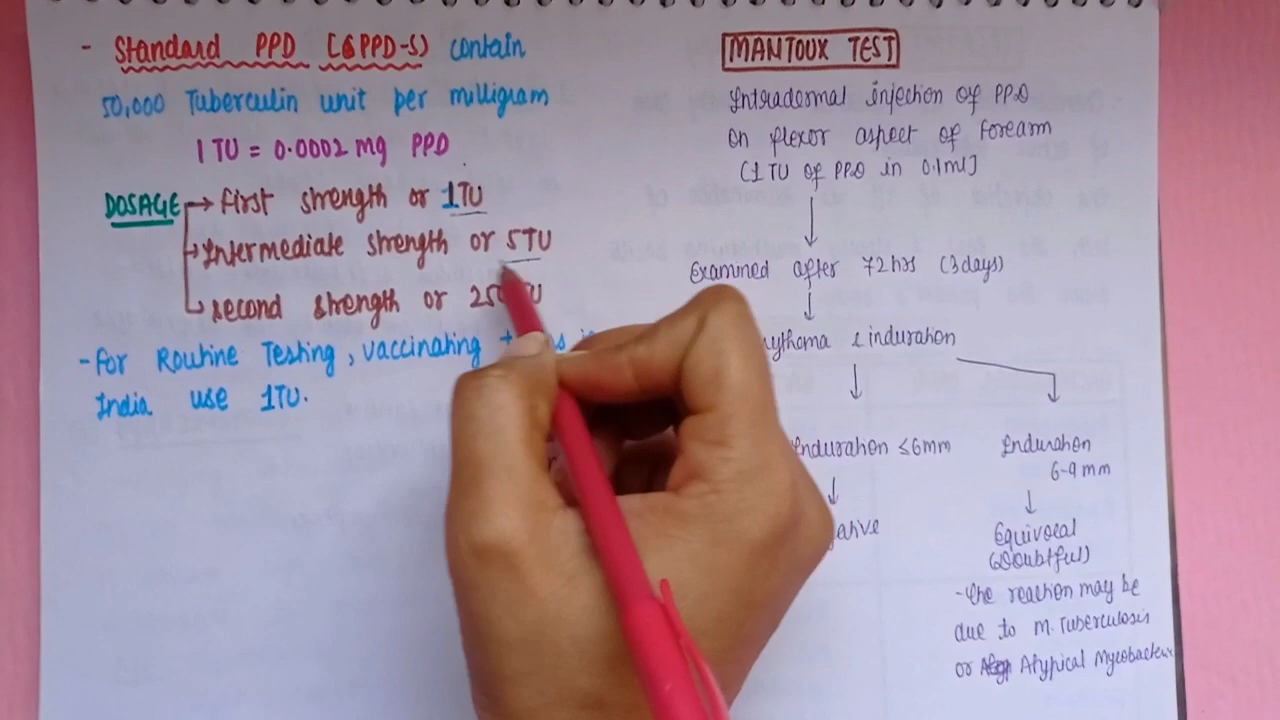 - Standard PPD (SPPD-S) contain
50,000 Tuberculin unit per milligram
1 TU = 0.0002 mg PPD
DOSAGE → First strength or 1TU
→ Intermediate strength or 5TU
→ Second strength or 250 TU
- For Routine Testing, vaccinating
India use 1TU.
MANTOUX TEST
Intradermal injection of PPD
on flexor aspect of forearm
(1 TU of PPD in 0.1ml)
Examined after 72 hrs (3 days)
induration
Induration ≤6mm
Induration
6-9 mm
Equivocal
(Doubtful)
- The reaction may be
due to M. Tuberculosis
or Atypical